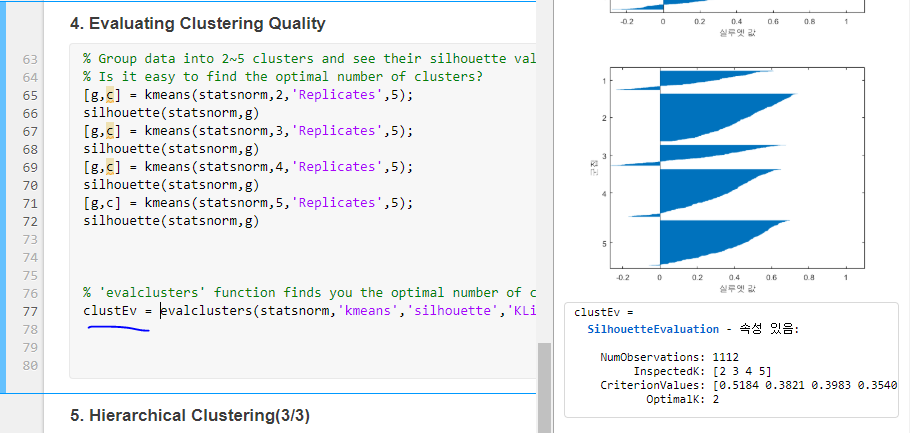 4. Evaluating Clustering Quality
63 % Group data into 2~5 clusters and see their silhouette val
64 % Is it easy to find the optimal number of clusters?
65 [g,c] = kmeans(statsnorm,2,'Replicates',5);
66 silhouette(statsnorm,g)
67 [g,c] = kmeans(statsnorm,3,'Replicates',5);
68 silhouette(statsnorm,g)
69 [g,c] = kmeans(statsnorm,4,'Replicates',5);
70 silhouette(statsnorm,g)
71 [g,c] = kmeans(statsnorm,5,'Replicates',5);
72 silhouette(statsnorm,g)
73
74
75
76 % 'evalclusters' function finds you the optimal number of c
77 clustEv = evalclusters(statsnorm,'kmeans','silhouette','KLi
78
79
80
5. Hierarchical Clustering(3/3)
-0.2 0 0.2 0.4 0.6 0.8 1
실루엣 값
1
2
3
4
5
군집
-0.2 0 0.2 0.4 0.6 0.8 1
실루엣 값
clustEv =
SilhouetteEvaluation - 속성 있음:
NumObservations: 1112
InspectedK: [2 3 4 5]
CriterionValues: [0.5184 0.3821 0.3983 0.3540
OptimalK: 2